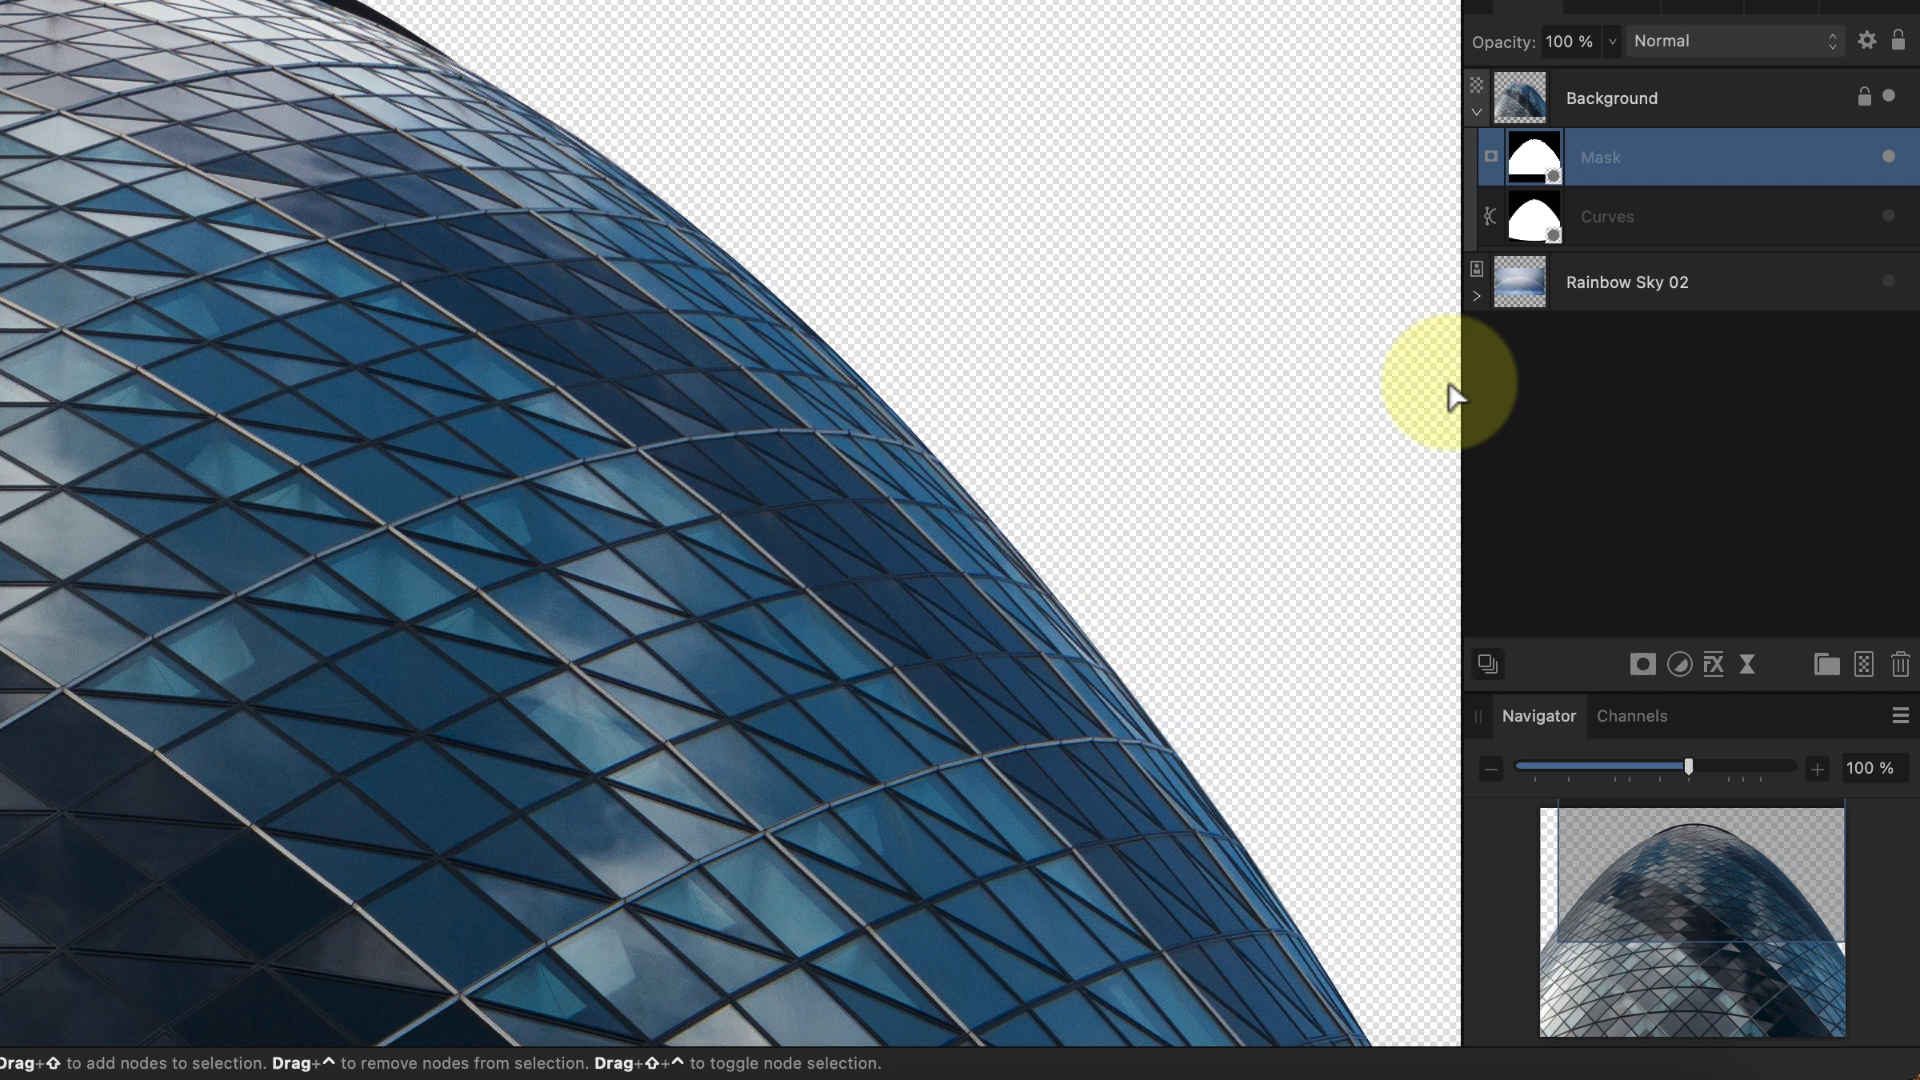 Opacity: 100 % Normal
Background
Mask
Curves
Rainbow Sky 02
FX
Navigator Channels
100 %
Drag+⇧ to add nodes to selection. Drag+^ to remove nodes from selection. Drag+⇧+^ to toggle node selection.